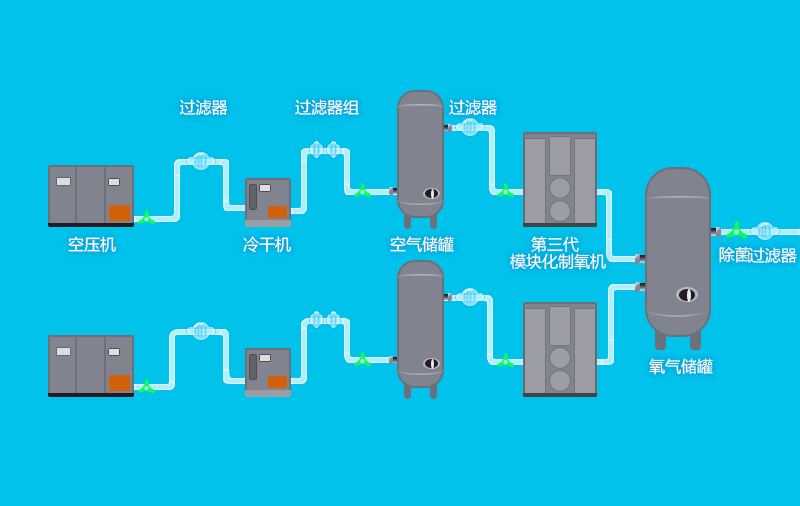 过滤器
过滤器组
过滤器
空压机
冷干机
空气储罐
第三代
模块化制氧机
除菌过滤器
氧气储罐